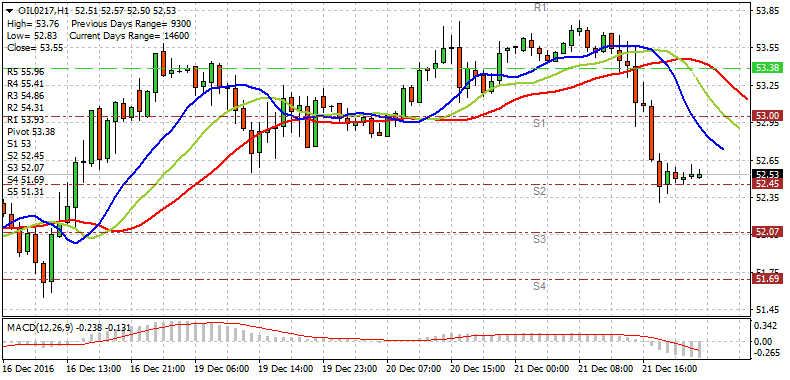 OIL0217,H1 52.51 52.57 52.50 52.53
High= 53.76 Previous Days Range= 9300
Low= 52.83 Current Days Range= 14600
Close= 53.55
R5 55.96
R4 55.41
R3 54.86
R2 54.31
R1 53.93
Pivot 53.38
S1 53
S2 52.45
S3 52.07
S4 51.69
S5 51.31
R1
S1
S2
S3
S4
53.85
53.55
53.38
53.25
53.00
52.95
52.65
52.53
52.45
52.35
52.07
51.75
51.69
51.45
MACD(12,26,9) -0.238 -0.131
0.342
0.00
-0.265
16 Dec 2016 16 Dec 13:00 16 Dec 21:00 19 Dec 09:00 19 Dec 14:00 19 Dec 23:00 20 Dec 07:00 20 Dec 15:00 21 Dec 00:00 21 Dec 08:00 21 Dec 16:00